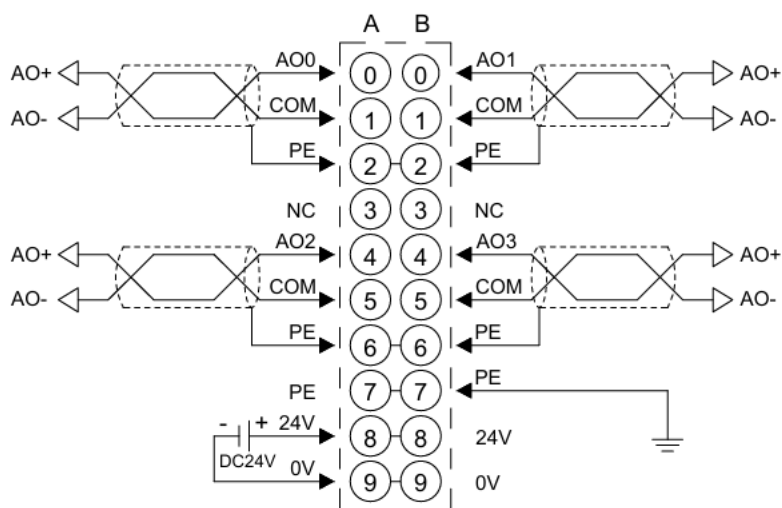 A B
AO+ AO0 0 0 AO1 AO+
AO- COM 1 1 COM AO-
PE 2 2 PE
NC 3 3 NC
AO+ AO2 4 4 AO3 AO+
AO- COM 5 5 COM AO-
PE 6 6 PE
PE 7 7 PE
- + 24V 8 8 24V
DC24V
0V 9 9 0V